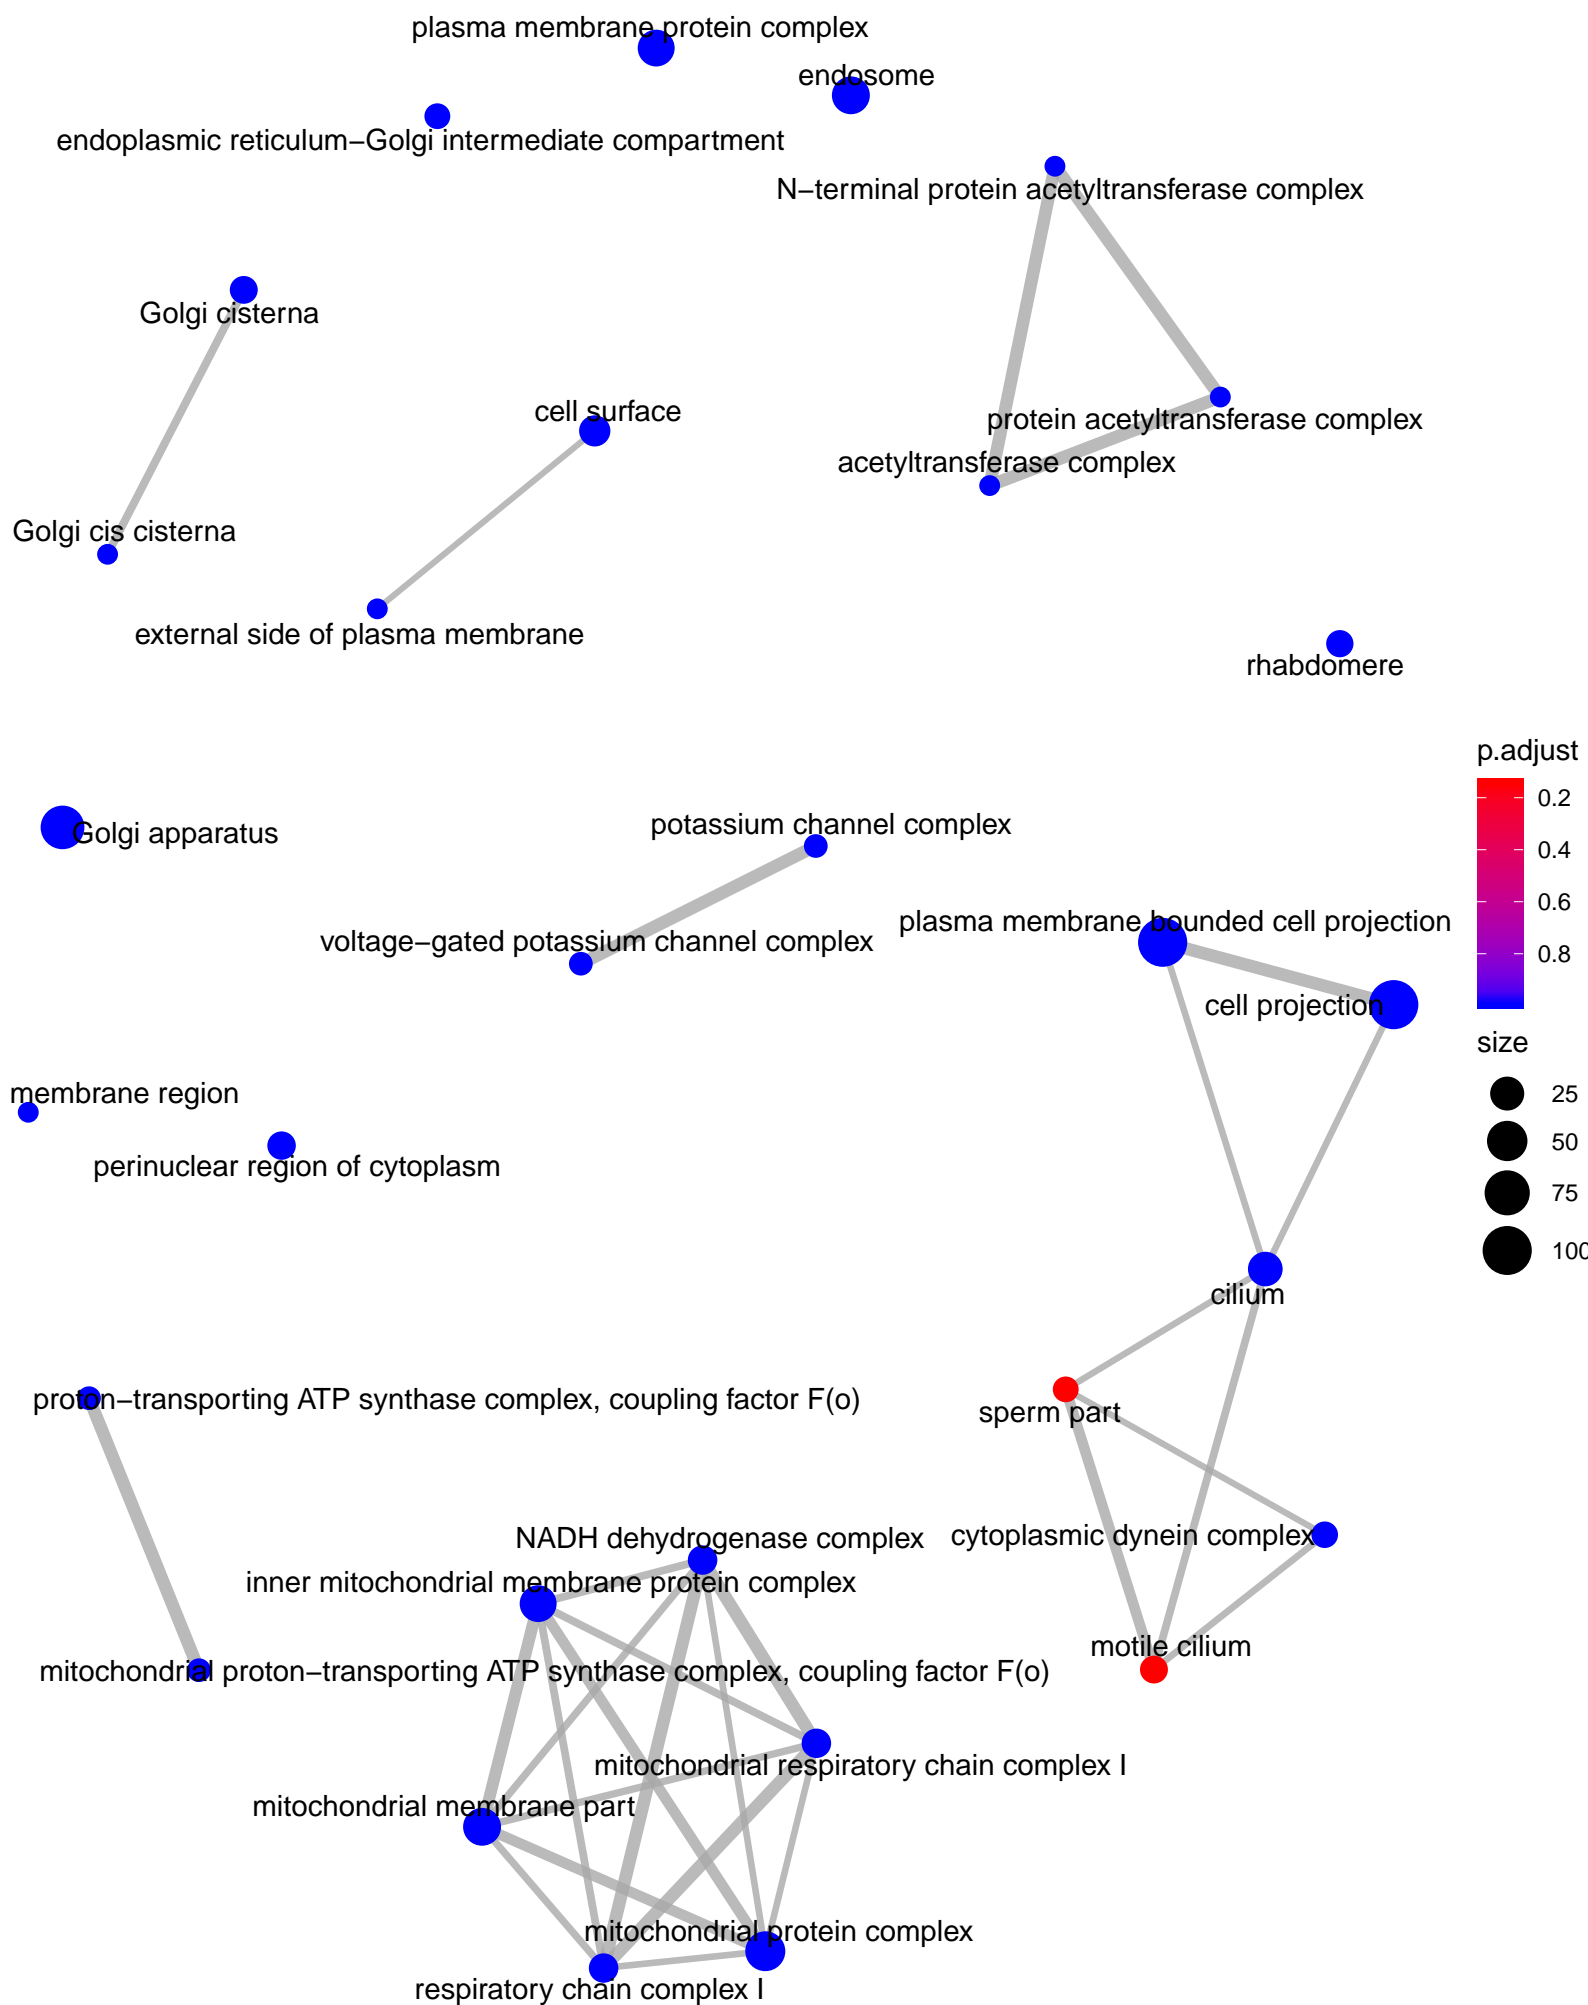 plasma membrane protein complex
endosome
endoplasmic reticulum−Golgi intermediate compartment
N−terminal protein acetyltransferase complex
Golgi cisterna
cell surface
protein acetyltransferase complex
acetyltransferase complex
Golgi cis cisterna
external side of plasma membrane
rhabdomere
p.adjust
0.2
0.4
0.6
0.8
Golgi apparatus
potassium channel complex
plasma membrane bounded cell projection
voltage−gated potassium channel complex
cell projection
size
25
50
75
100
membrane region
perinuclear region of cytoplasm
cilium
proton−transporting ATP synthase complex, coupling factor F(o)
sperm part
NADH dehydrogenase complex
cytoplasmic dynein complex
inner mitochondrial membrane protein complex
motile cilium
mitochondrial proton−transporting ATP synthase complex, coupling factor F(o)
mitochondrial respiratory chain complex I
mitochondrial membrane part
mitochondrial protein complex
respiratory chain complex I